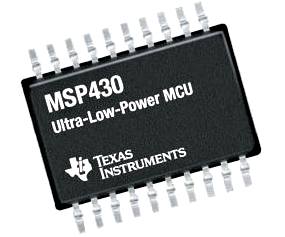 MSP430
Ultra-Low-Power MCU
TEXAS
INSTRUMENTS